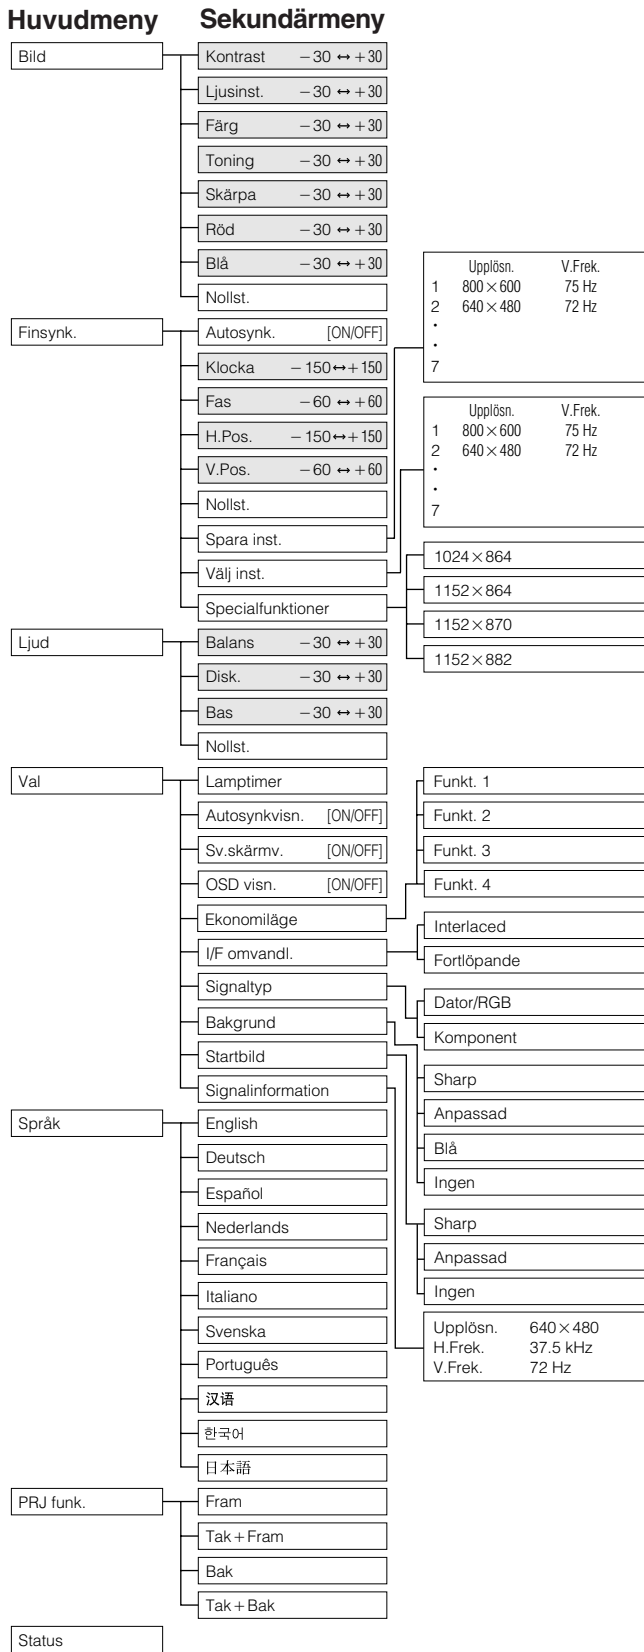 Huvudmeny Sekundärmeny
Bild
Kontrast −30 ↔ +30
Ljusinst. −30 ↔ +30
Färg −30 ↔ +30
Toning −30 ↔ +30
Skärpa −30 ↔ +30
Röd −30 ↔ +30
Blå −30 ↔ +30
Nollst.
Finsynk.
Autosynk. [ON/OFF]
Klocka −150↔+150
Fas −60 ↔ +60
H.Pos. −150↔+150
V.Pos. −60 ↔ +60
Nollst.
Spara inst.
Välj inst.
Specialfunktioner
Upplösn. V.Frek.
1 800×600 75 Hz
2 640×480 72 Hz
•
•
7
Upplösn. V.Frek.
1 800×600 75 Hz
2 640×480 72 Hz
•
•
7
1024×864
1152×864
1152×870
1152×882
Ljud
Balans −30 ↔ +30
Disk. −30 ↔ +30
Bas −30 ↔ +30
Nollst.
Val
Lamptimer
Autosynkvisn. [ON/OFF]
Sv.skärmv. [ON/OFF]
OSD visn. [ON/OFF]
Ekonomiläge
I/F omvandl.
Signaltyp
Bakgrund
Startbild
Signalinformation
Funkt. 1
Funkt. 2
Funkt. 3
Funkt. 4
Interlaced
Fortlöpande
Dator/RGB
Komponent
Sharp
Anpassad
Blå
Ingen
Sharp
Anpassad
Ingen
Upplösn. 640×480
H.Frek. 37.5 kHz
V.Frek. 72 Hz
Språk
English
Deutsch
Español
Nederlands
Français
Italiano
Svenska
Português
汉语
한국어
日本語
PRJ funk.
Fram
Tak+Fram
Bak
Tak+Bak
Status